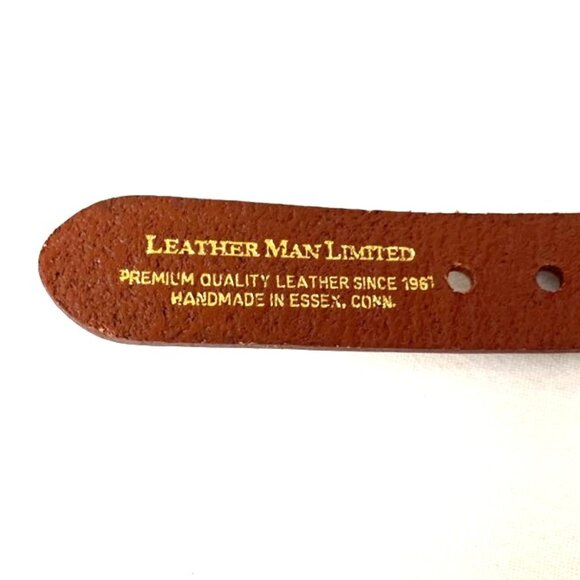 LEATHER MAN LIMITED
PREMIUM QUALITY LEATHER SINCE 1967
HANDMADE IN ESSEX, CONN.